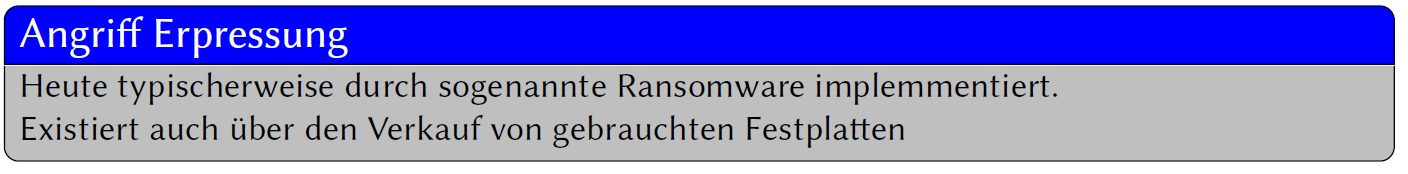 Angriff Erpressung
Heute typischerweise durch sogenannte Ransomware implemmentiert.
Existiert auch über den Verkauf von gebrauchten Festplatten